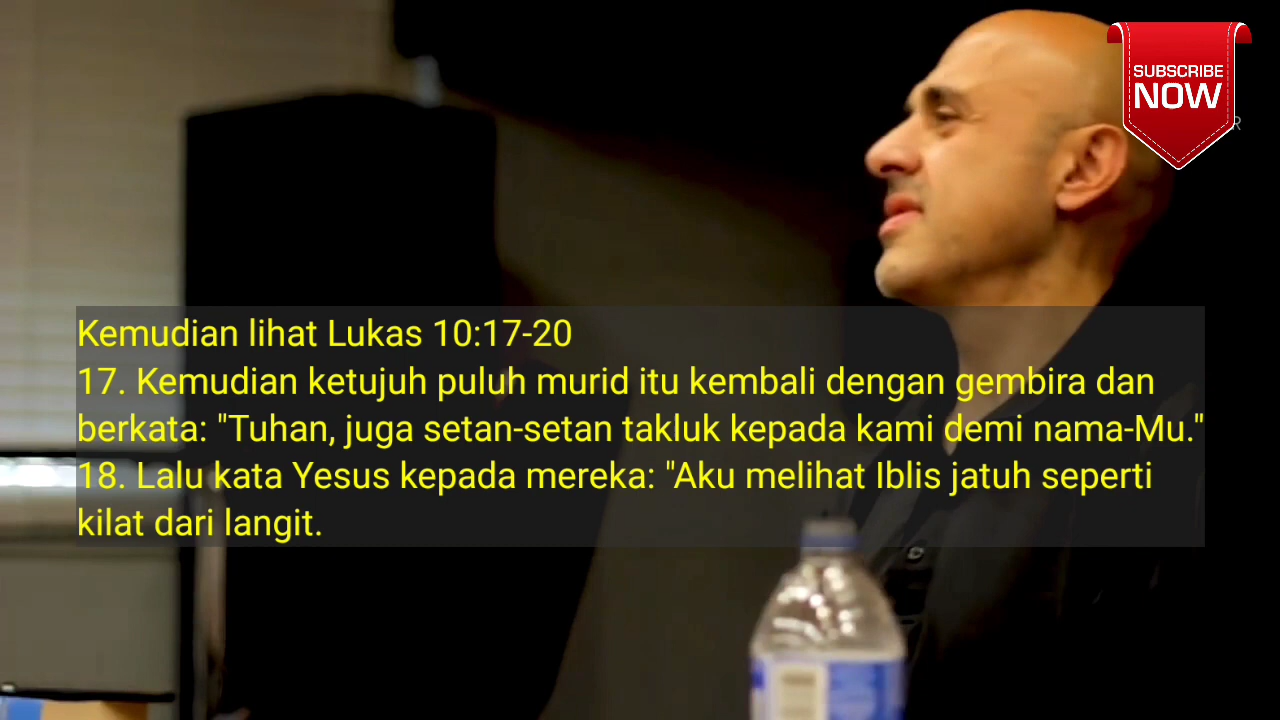 SUBSCRIBE
NOW
R
Kemudian lihat Lukas 10:17-20
17. Kemudian ketujuh puluh murid itu kembali dengan gembira dan
berkata: "Tuhan, juga setan-setan takluk kepada kami demi nama-Mu."
18. Lalu kata Yesus kepada mereka: "Aku melihat Iblis jatuh seperti
kilat dari langit.